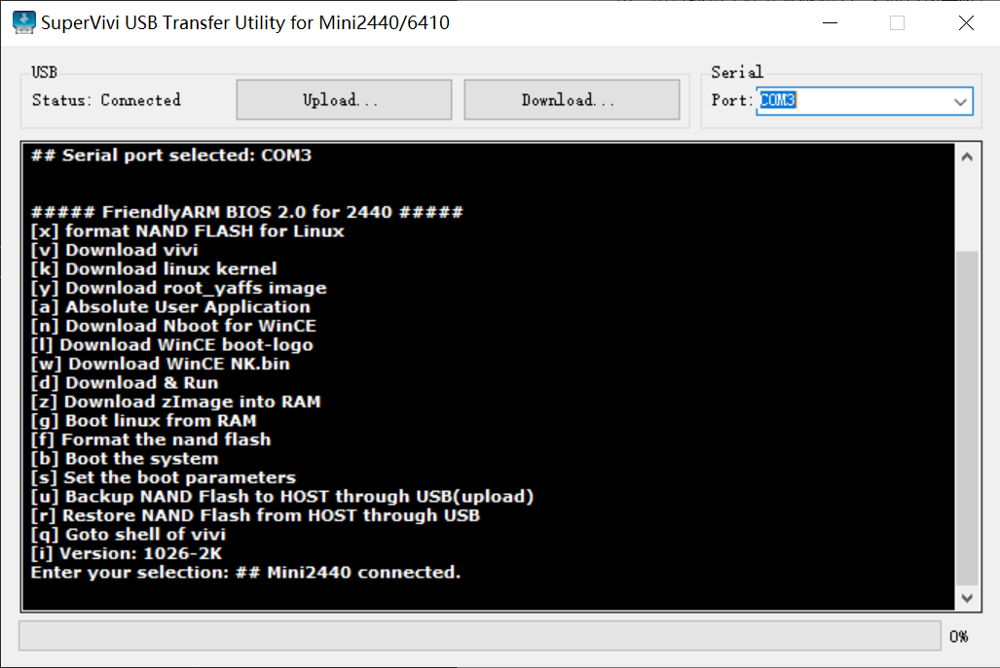 SuperVivi USB Transfer Utility for Mini2440/6410
USB
Status: Connected
Upload...
Download...
Serial
Port: COM3
## Serial port selected: COM3
##### FriendlyARM BIOS 2.0 for 2440 #####
[x] format NAND FLASH for Linux
[v] Download vivi
[k] Download linux kernel
[y] Download root_yaffs image
[a] Absolute User Application
[n] Download Nboot for WinCE
[l] Download WinCE boot-logo
[w] Download WinCE NK.bin
[d] Download & Run
[z] Download zImage into RAM
[g] Boot linux from RAM
[f] Format the nand flash
[b] Boot the system
[s] Set the boot parameters
[u] Backup NAND Flash to HOST through USB(upload)
[r] Restore NAND Flash from HOST through USB
[q] Goto shell of vivi
[i] Version: 1026-2K
Enter your selection: ## Mini2440 connected.
0%